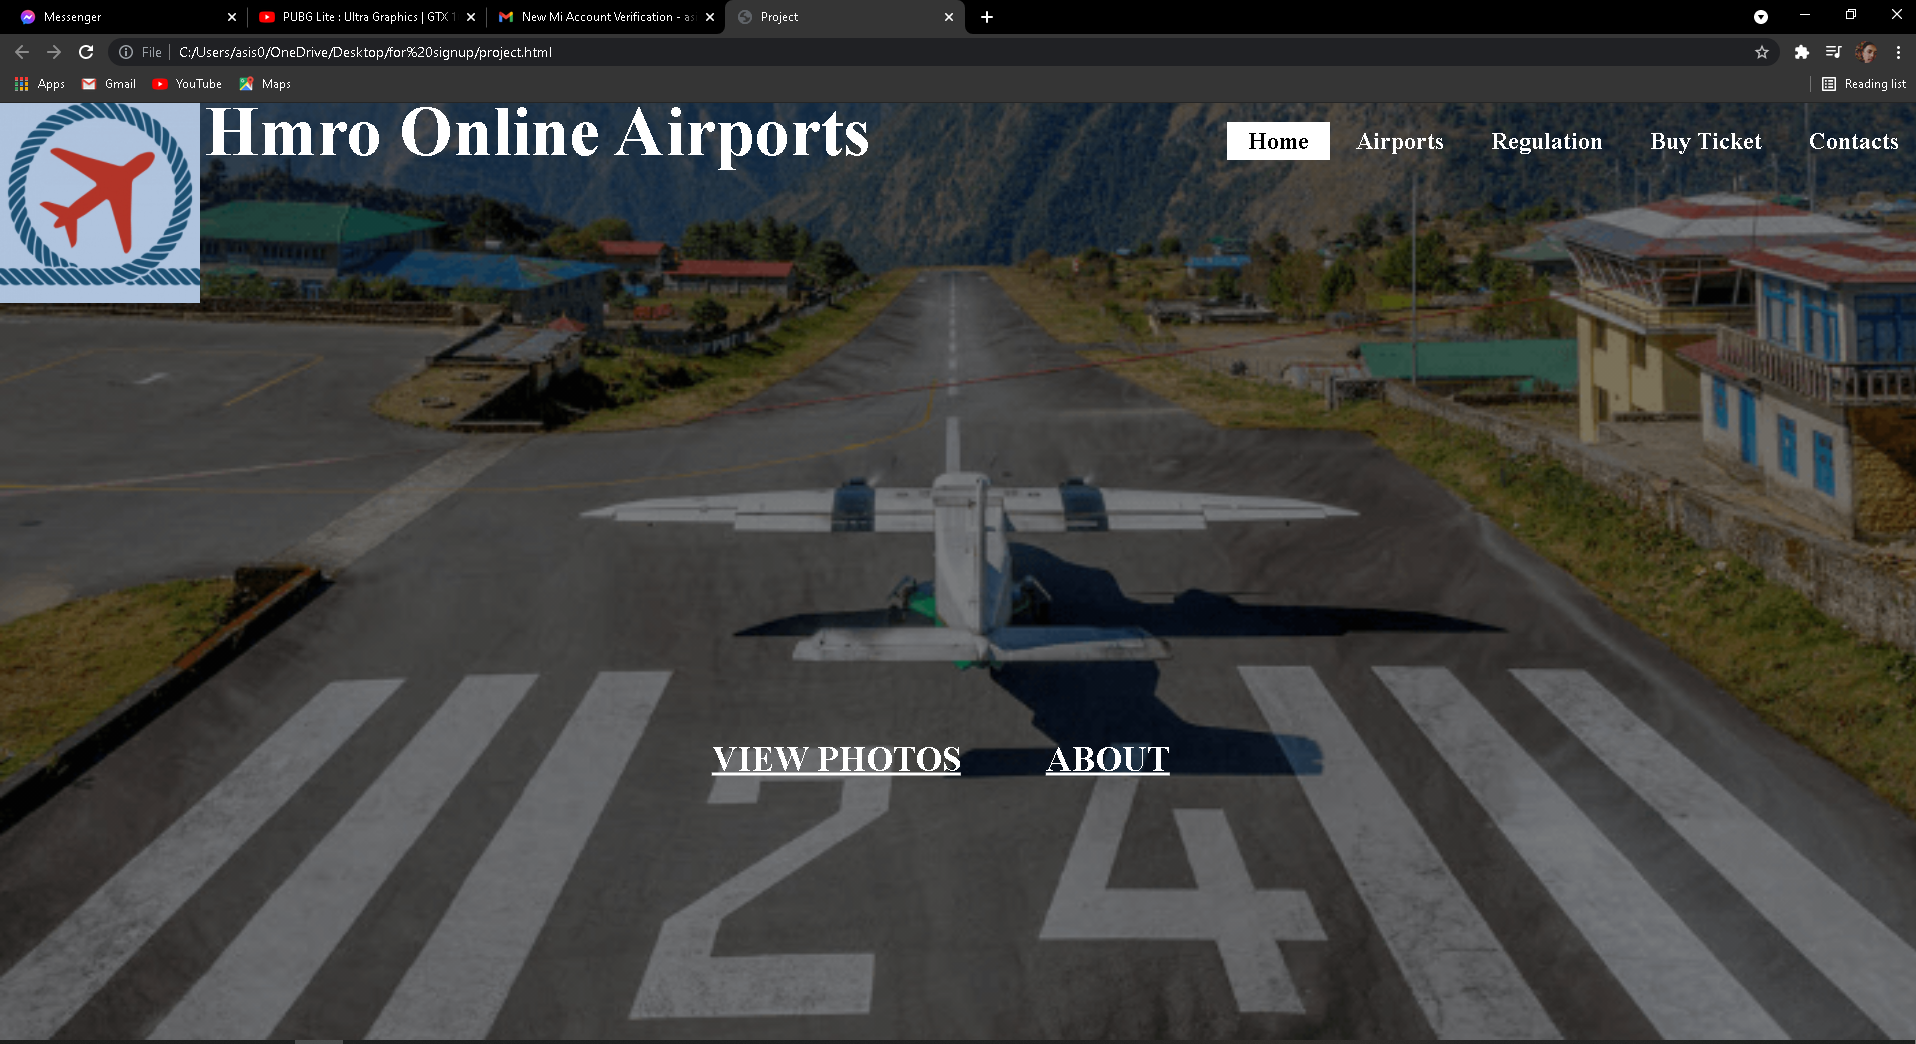 Messenger
PUBG Lite : Ultra Graphics | GTX 1
New Mi Account Verification - as
Project
File
C:/Users/asis0/OneDrive/Desktop/for%20signup/project.html
Apps
Gmail
YouTube
Maps
Reading list
Hmro Online Airports
Home
Airports
Regulation
Buy Ticket
Contacts
VIEW PHOTOS
ABOUT
24